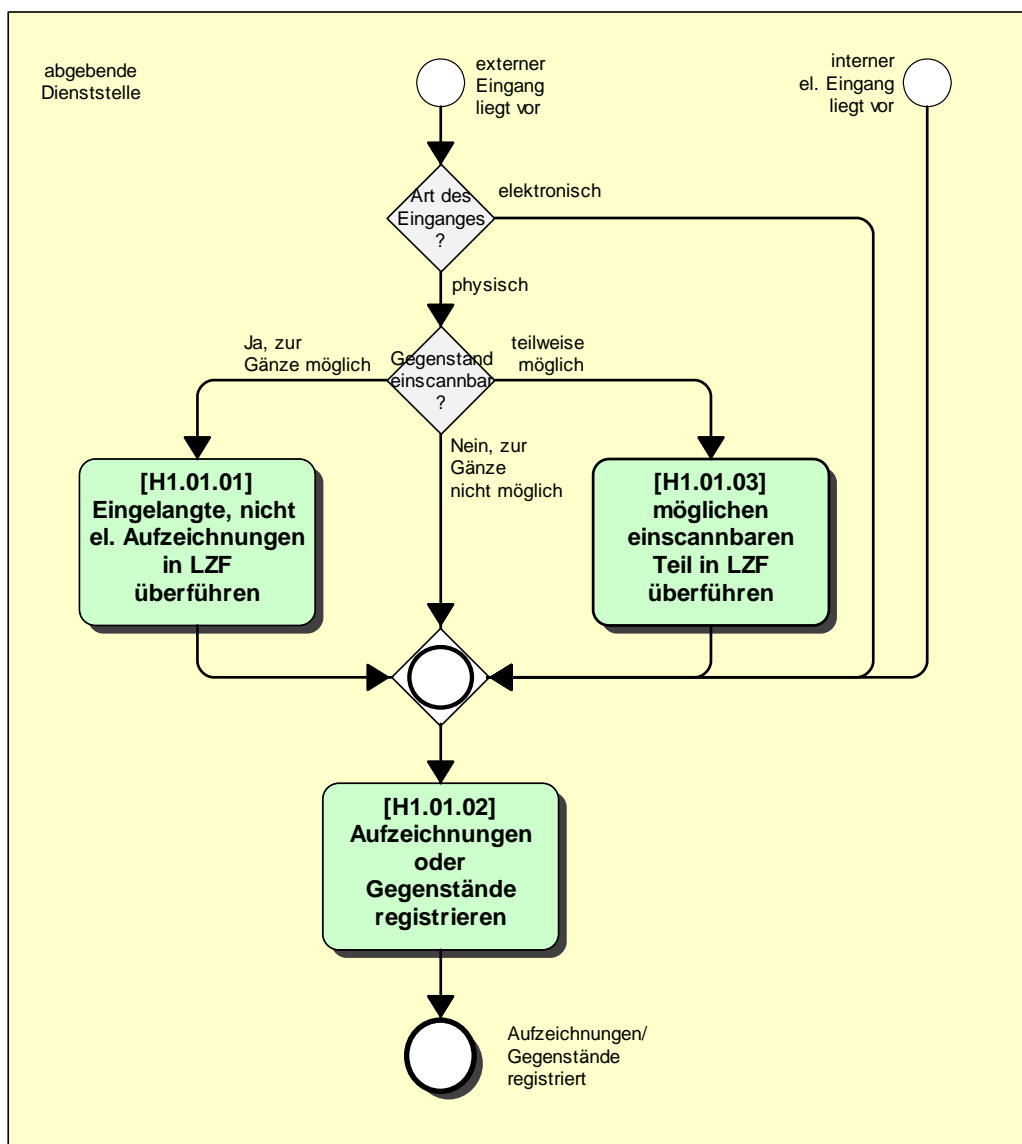 abgebende
Dienststelle
externer
Eingang
liegt vor
interner
el. Eingang
liegt vor
Art des
Einganges
?
elektronisch
physisch
Ja, zur
Gänze möglich
Gegenstand
einscannbar
?
teilweise
möglich
Nein, zur
Gänze
nicht möglich
[H1.01.01]
Eingelangte, nicht
el. Aufzeichnungen
in LZF
überführen
[H1.01.03]
möglichen
einscannbaren
Teil in LZF
überführen
[H1.01.02]
Aufzeichnungen
oder
Gegenstände
registrieren
Aufzeichnungen/
Gegenstände
registriert